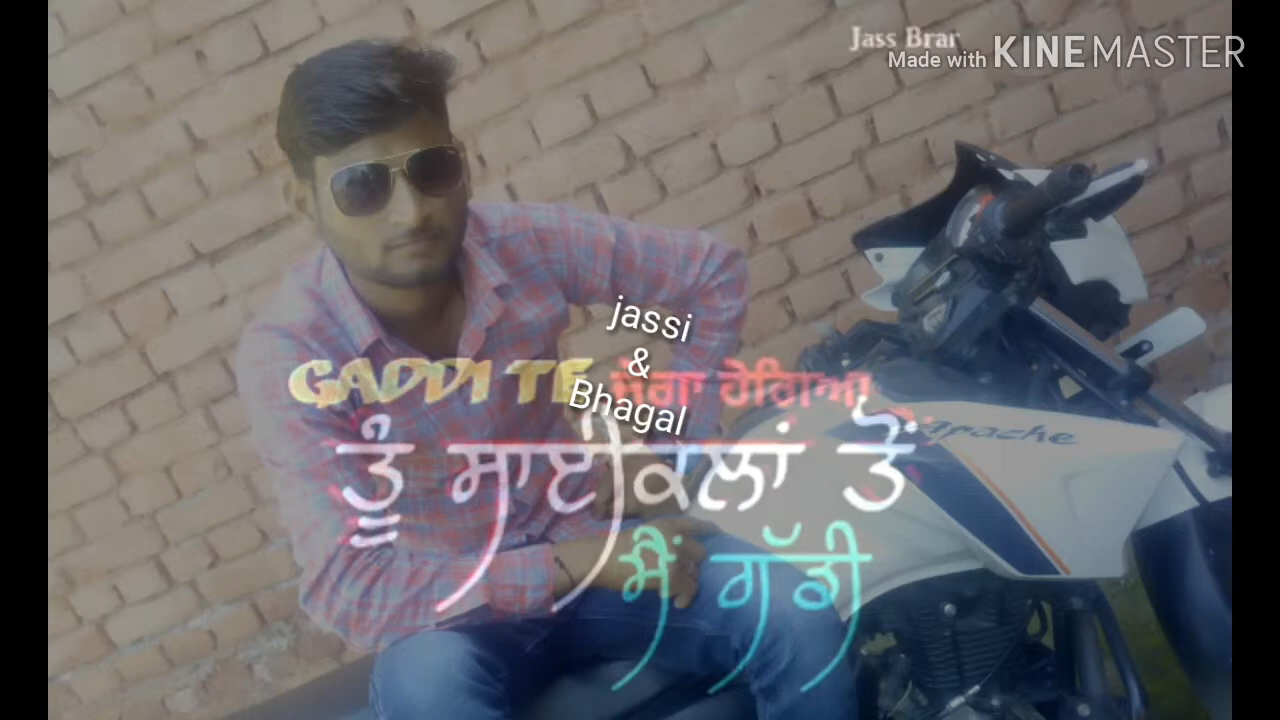 Jass Brar
Made with KINEMASTER
jassi
&
Bhagal
GADDI TE ਜੋਗਾ ਹੋਗਿਆ
ਤੂੰ ਸਾਈਕਲਾਂ ਤੋਂ
ਮੈਂ ਗੱਡੀ
apache